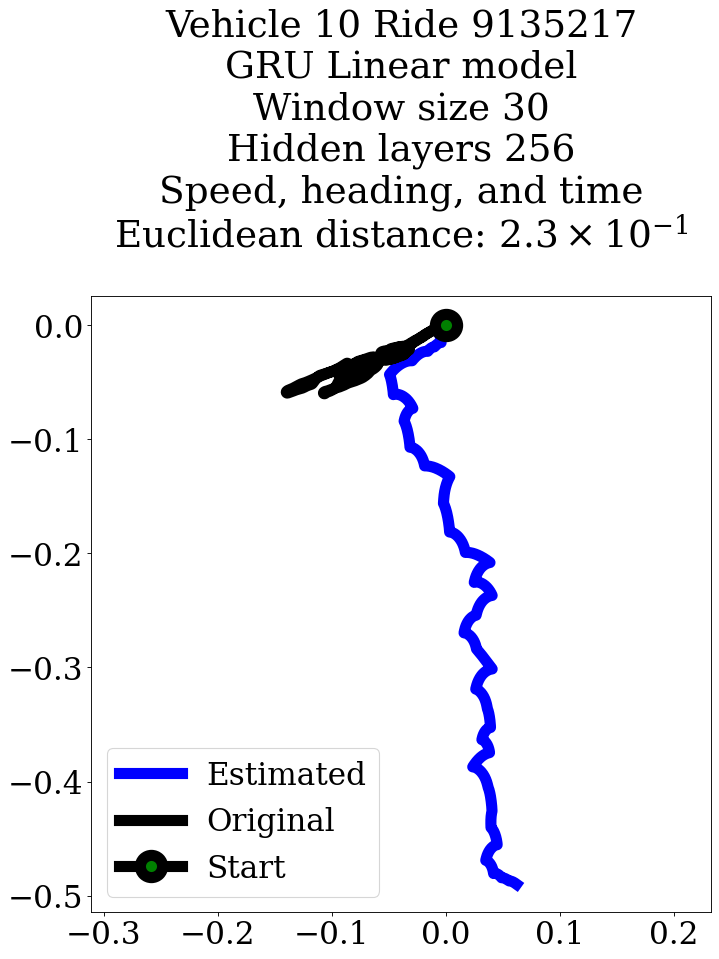 Vehicle 10 Ride 9135217
GRU Linear model
Window size 30
Hidden layers 256
Speed, heading, and time
Euclidean distance: 2.3 × 10⁻¹
0.0
−0.1
−0.2
−0.3
−0.4
−0.5
Estimated
Original
Start
−0.3 −0.2 −0.1 0.0 0.1 0.2